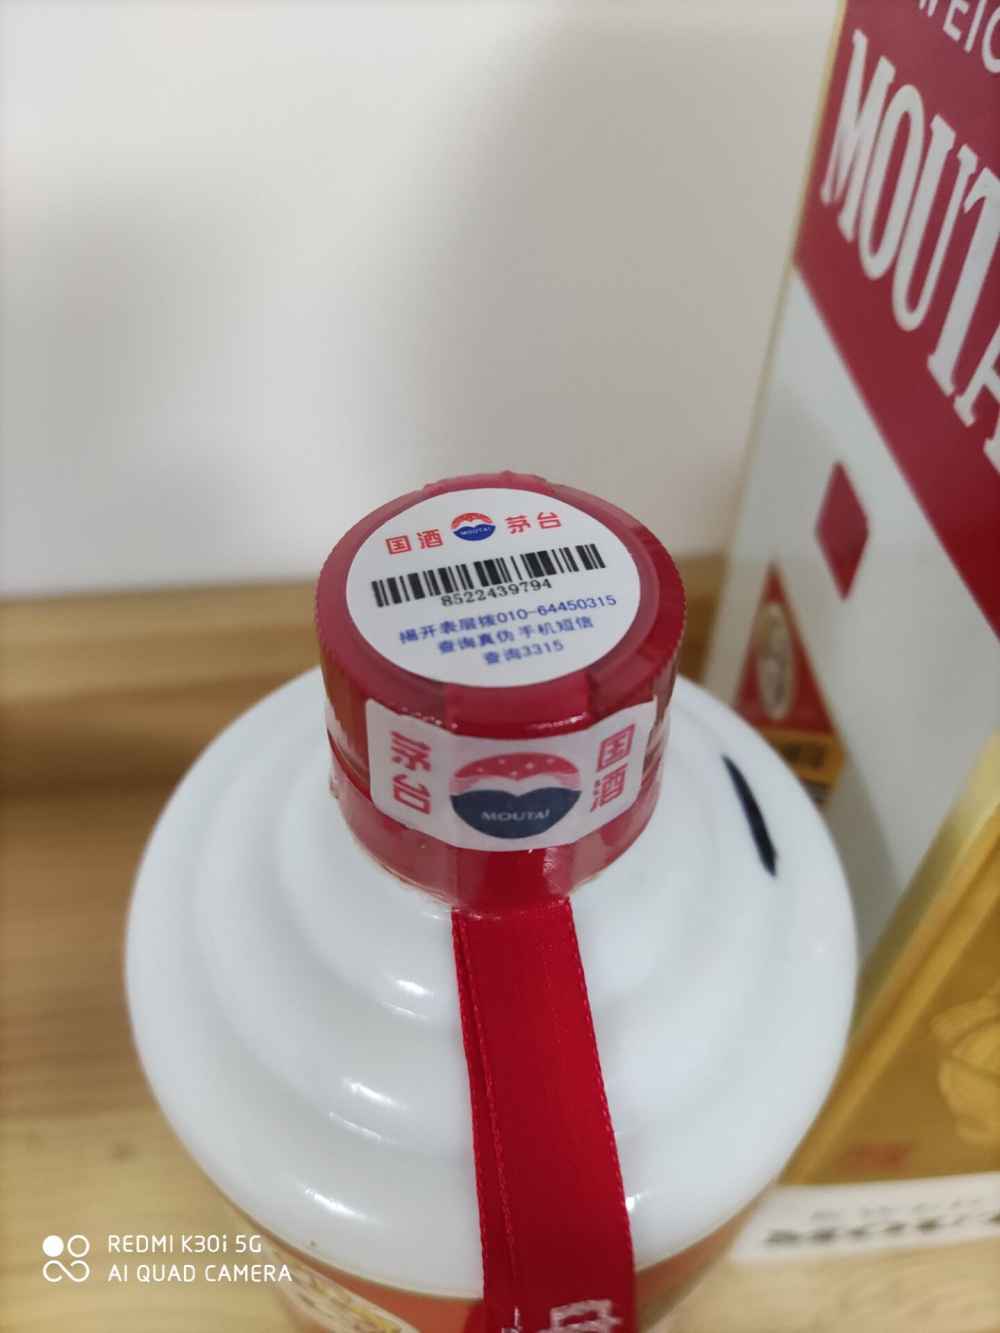 MOUTA
国酒 MOUTAI 茅台
8522439794
揭开表层拨010-64450315
查询真伪 手机短信
查询3315
茅台 MOUTAI 国酒
REDMI K30i 5G
AI QUAD CAMERA